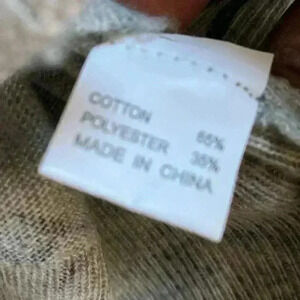 COTTON 65%
POLYESTER 35%
MADE IN CHINA